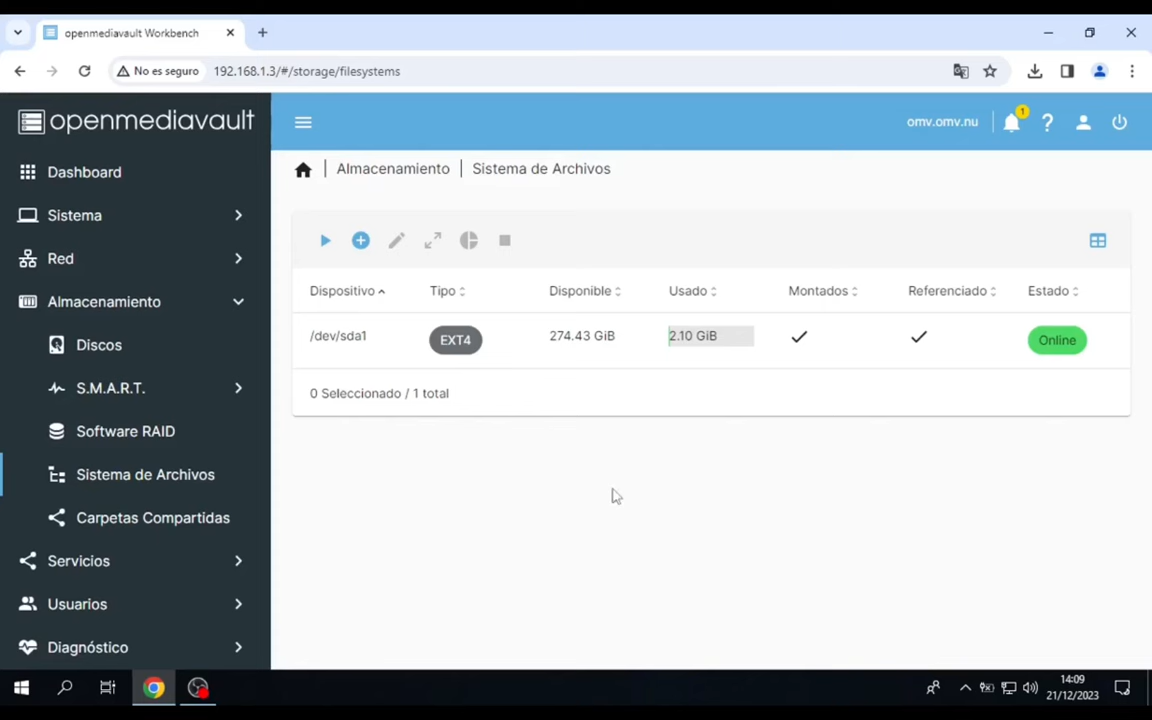 openmediavault Workbench
No es seguro
192.168.1.3/#/storage/filesystems
openmediavault
omv.omv.nu
1
Dashboard
Sistema
Red
Almacenamiento
Discos
S.M.A.R.T.
Software RAID
Sistema de Archivos
Carpetas Compartidas
Servicios
Usuarios
Diagnóstico
Almacenamiento | Sistema de Archivos
Dispositivo Tipo Disponible Usado Montados Referenciado Estado
/dev/sda1 EXT4 274.43 GiB 2.10 GiB Online
0 Seleccionado / 1 total
14:09
21/12/2023